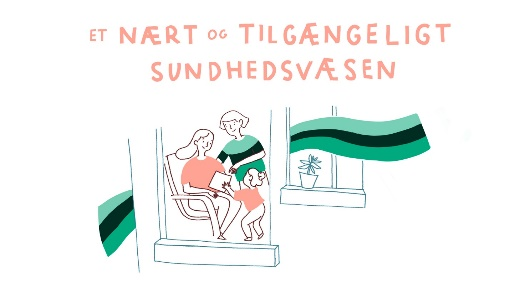 ET NÆRT OG TILGÆNGELIGT
SUNDHEDSVÆSEN